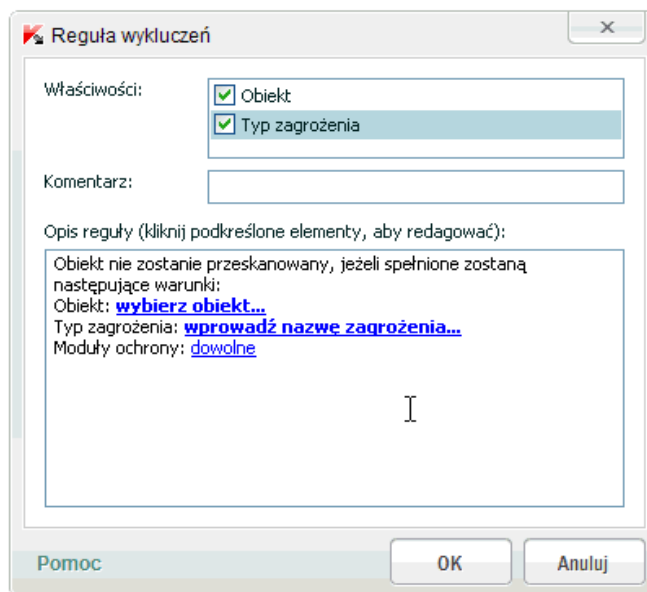 Reguła wykluczeń
Właściwości:
Obiekt
Typ zagrożenia
Komentarz:
Opis reguły (kliknij podkreślone elementy, aby redagować):
Obiekt nie zostanie przeskanowany, jeżeli spełnione zostaną
następujące warunki:
Obiekt: wybierz obiekt...
Typ zagrożenia: wprowadź nazwę zagrożenia...
Moduły ochrony: dowolne
Pomoc
OK
Anuluj